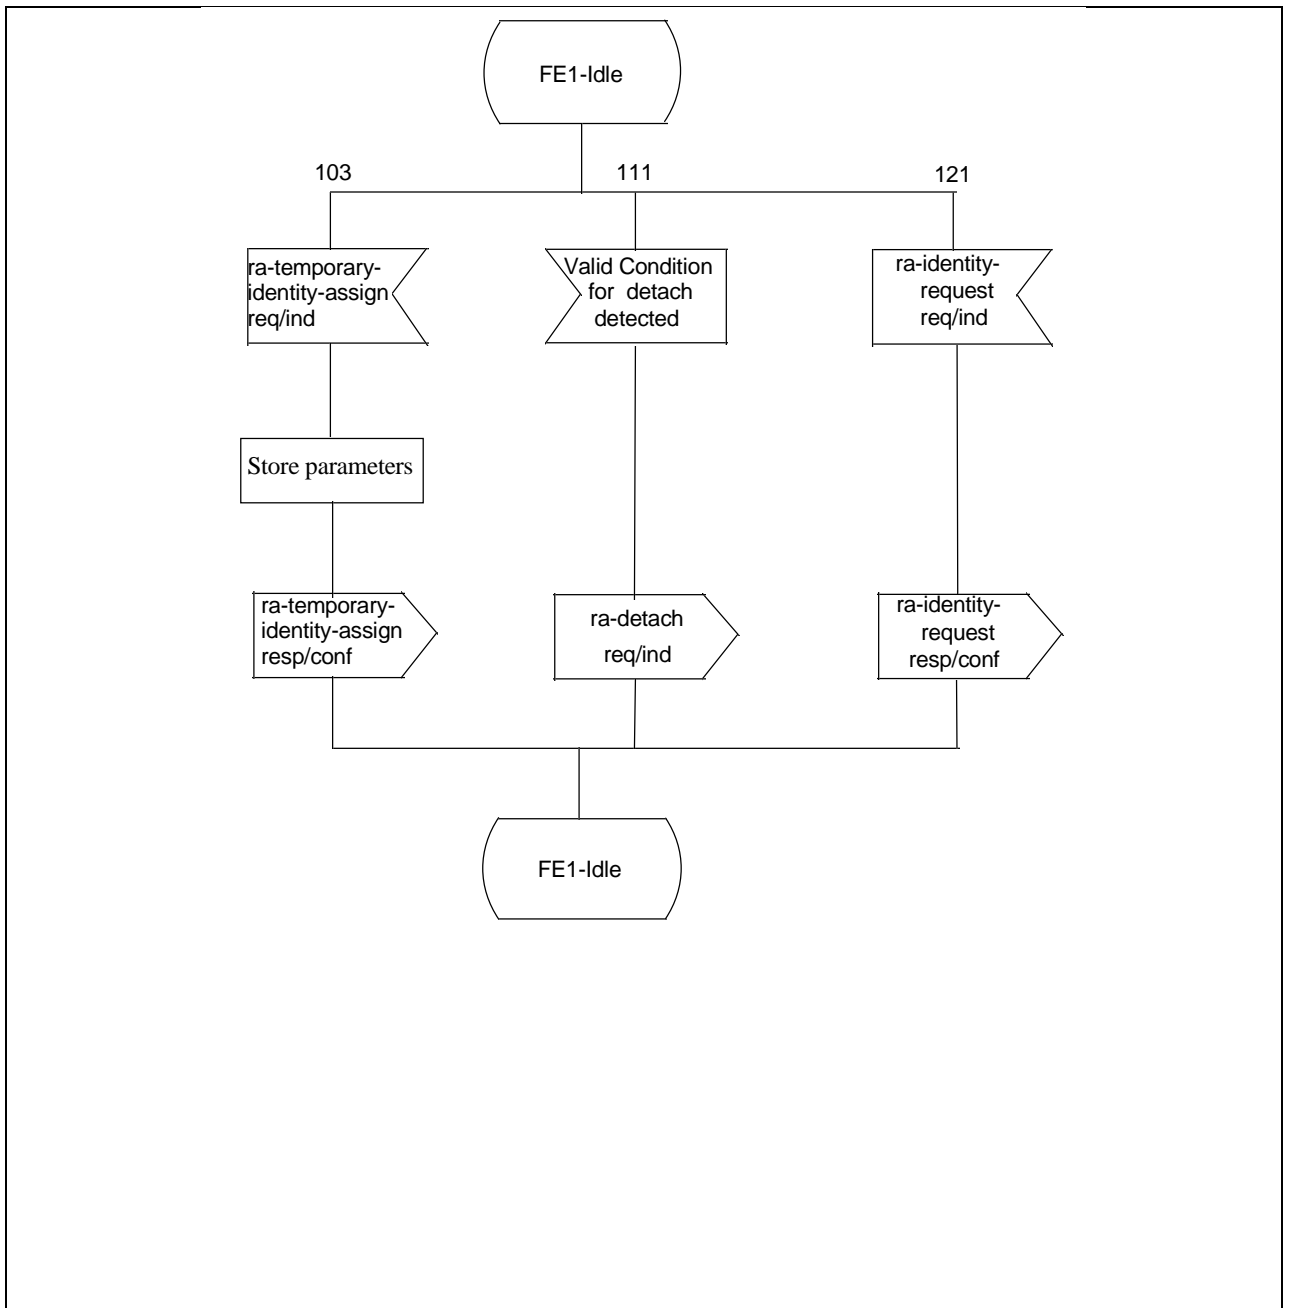 FE1-Idle
103
111
121
ra-temporary-
identity-assign
req/ind
Valid Condition
for detach
detected
ra-identity-
request
req/ind
Store parameters
ra-temporary-
identity-assign
resp/conf
ra-detach
req/ind
ra-identity-
request
resp/conf
FE1-Idle